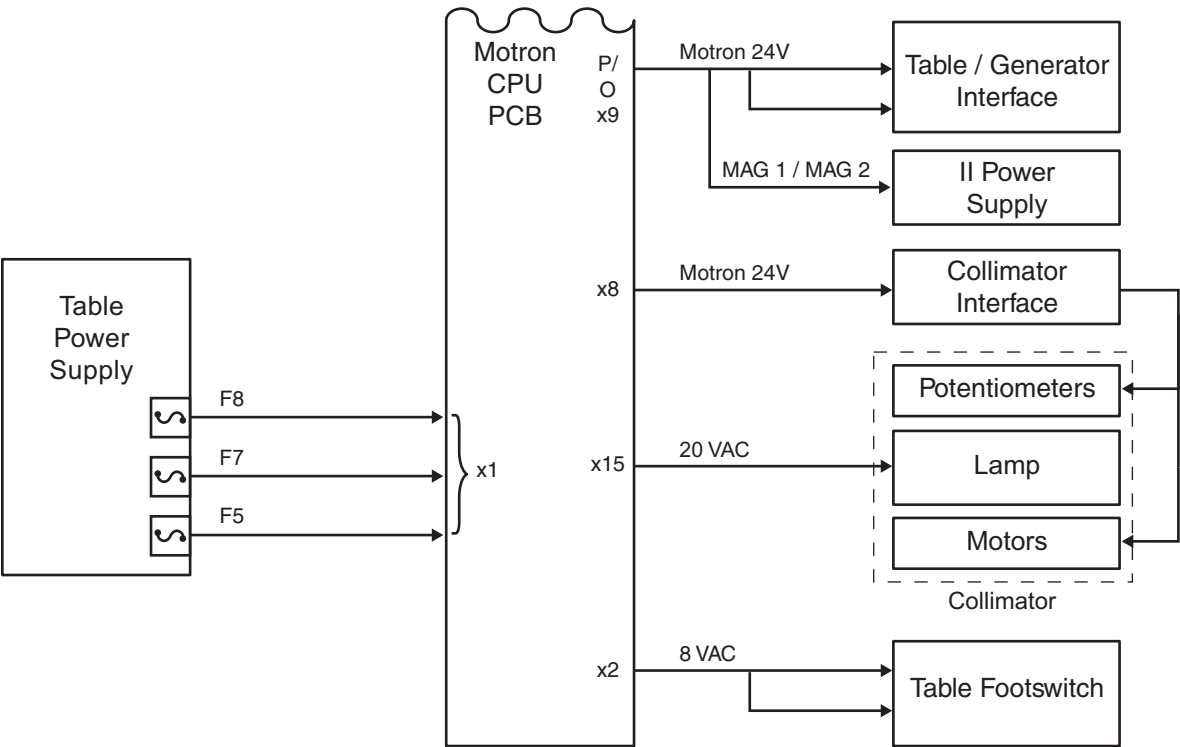 Motron
CPU
PCB
P/
O
x9
Motron 24V
Table / Generator
Interface
MAG 1 / MAG 2
II Power
Supply
x8
Motron 24V
Collimator
Interface
Table
Power
Supply
F8
F7
F5
x1
Potentiometers
x15
20 VAC
Lamp
Motors
Collimator
x2
8 VAC
Table Footswitch